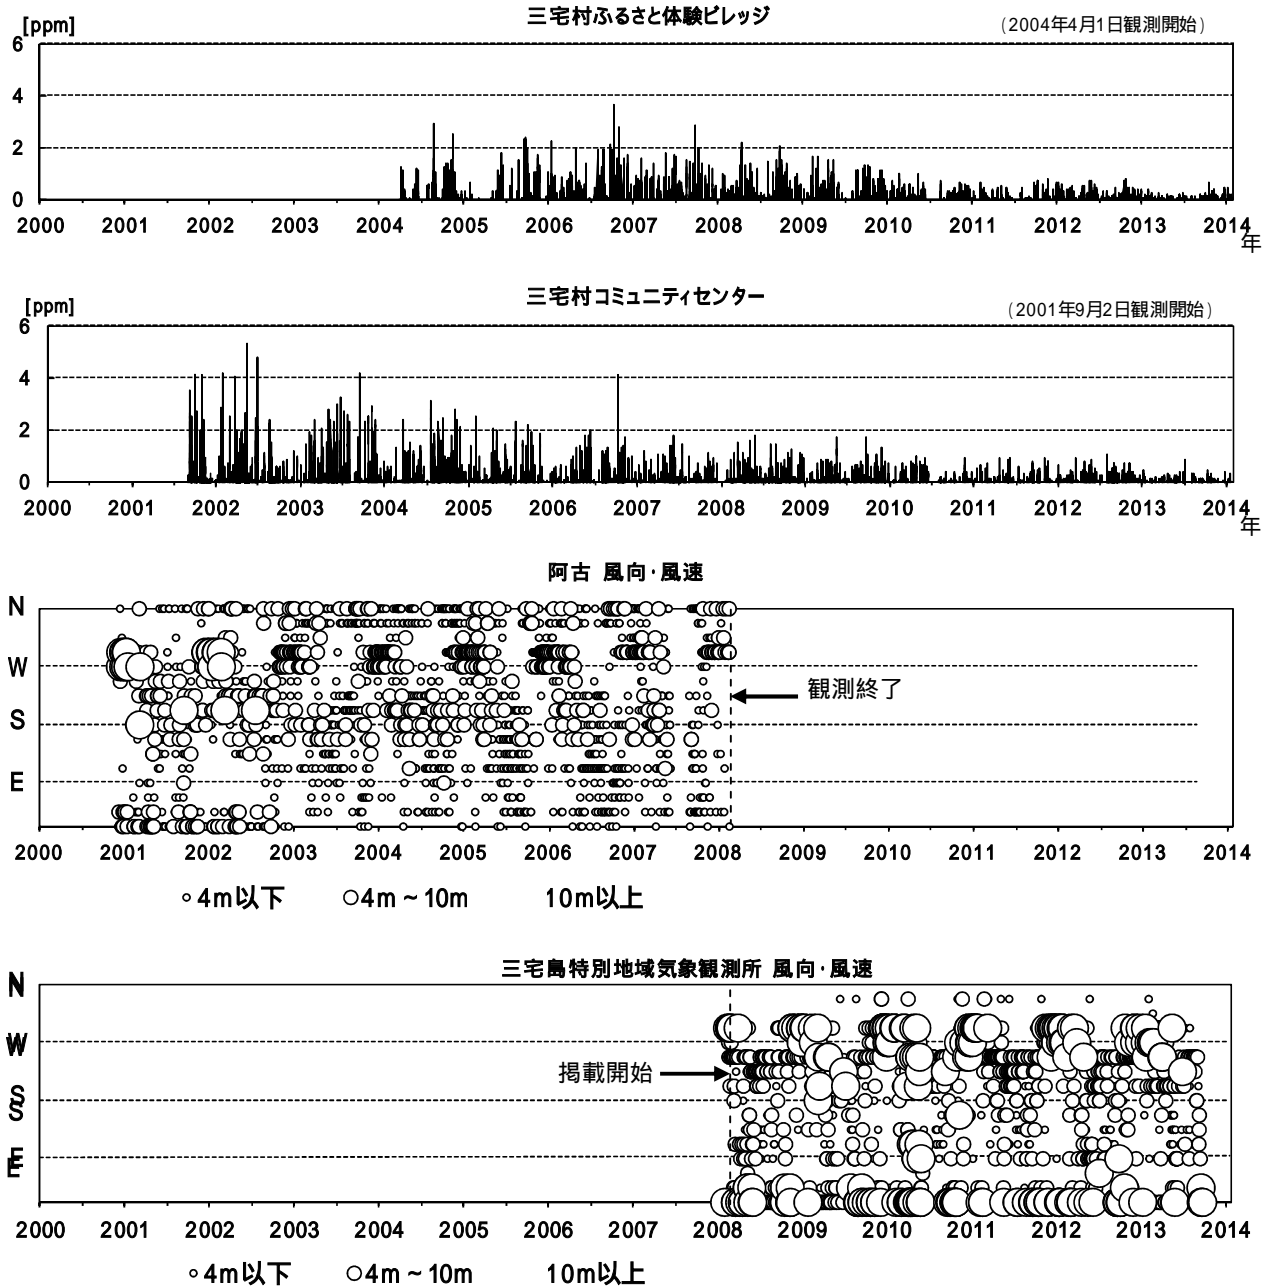 三宅村ふるさと体験ビレッジ
[ppm]
(2004年4月1日観測開始)
6
4
2
0
2000 2001 2002 2003 2004 2005 2006 2007 2008 2009 2010 2011 2012 2013 2014
年
三宅村コミュニティセンター
[ppm]
(2001年9月2日観測開始)
6
4
2
0
2000 2001 2002 2003 2004 2005 2006 2007 2008 2009 2010 2011 2012 2013 2014
年
阿古 風向・風速
N
W
観測終了
S
E
2000 2001 2002 2003 2004 2005 2006 2007 2008 2009 2010 2011 2012 2013 2014
4m以下 4m~10m 10m以上
三宅島特別地域気象観測所 風向・風速
N
W
掲載開始
S
S
E
E
2000 2001 2002 2003 2004 2005 2006 2007 2008 2009 2010 2011 2012 2013 2014
4m以下 4m~10m 10m以上